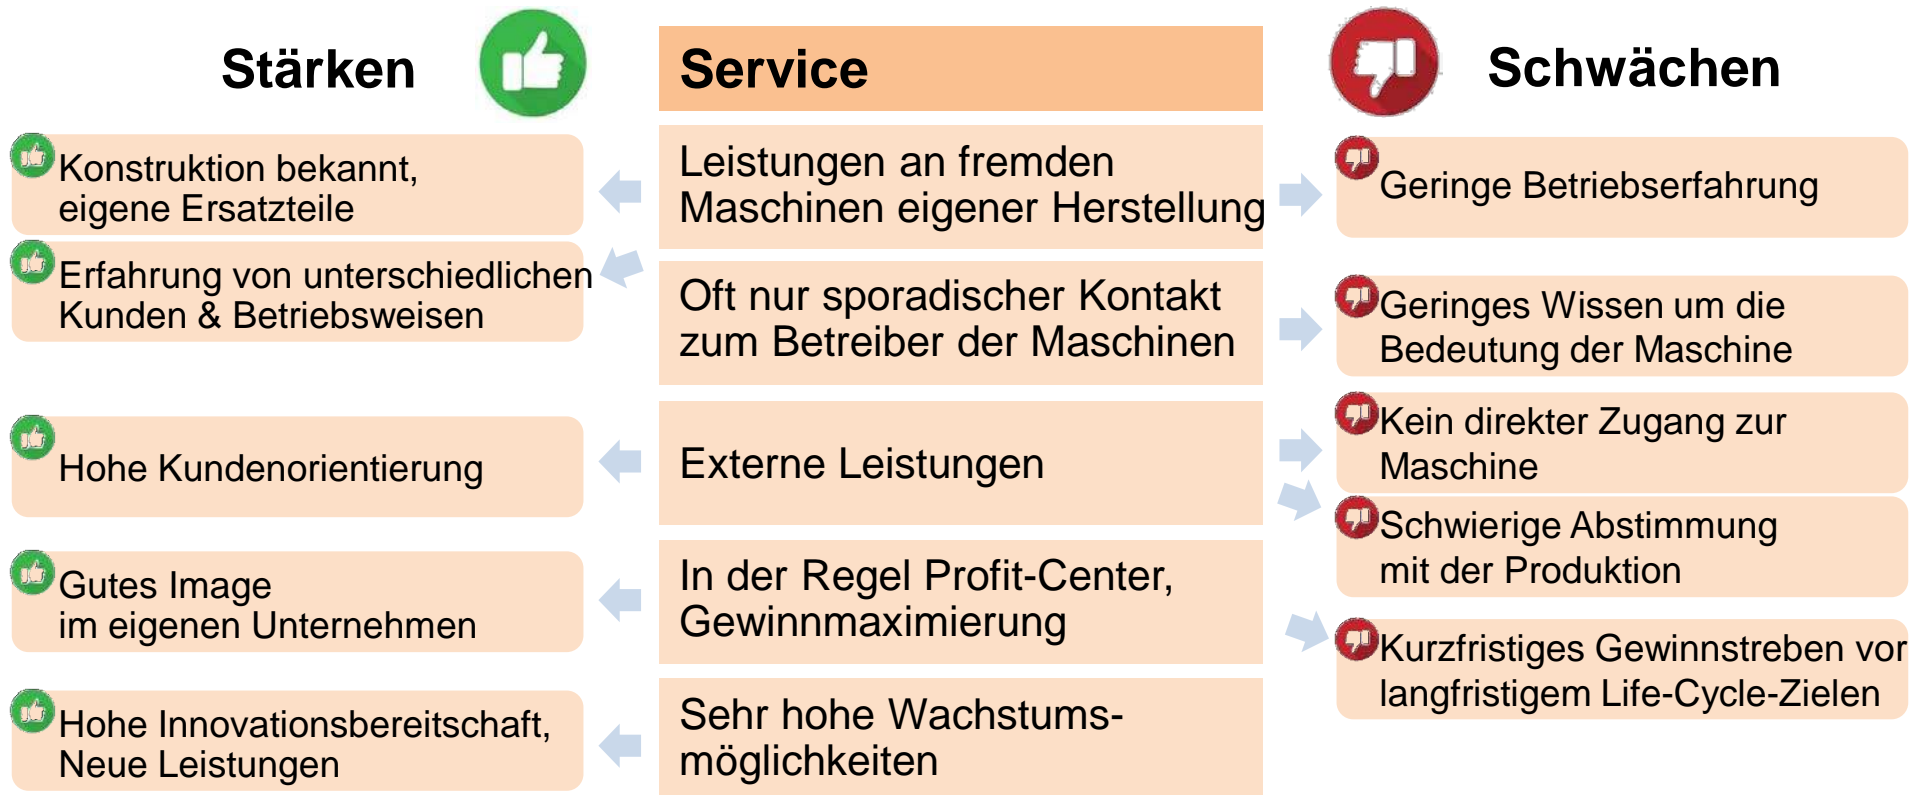 Stärken
Service
Schwächen
Konstruktion bekannt,
eigene Ersatzteile
Leistungen an fremden
Maschinen eigener Herstellung
Geringe Betriebserfahrung
Erfahrung von unterschiedlichen
Kunden & Betriebsweisen
Oft nur sporadischer Kontakt
zum Betreiber der Maschinen
Geringes Wissen um die
Bedeutung der Maschine
Hohe Kundenorientierung
Externe Leistungen
Kein direkter Zugang zur
Maschine
Schwierige Abstimmung
mit der Produktion
Gutes Image
im eigenen Unternehmen
In der Regel Profit-Center,
Gewinnmaximierung
Kurzfristiges Gewinnstreben vor
langfristigem Life-Cycle-Zielen
Hohe Innovationsbereitschaft,
Neue Leistungen
Sehr hohe Wachstums-
möglichkeiten